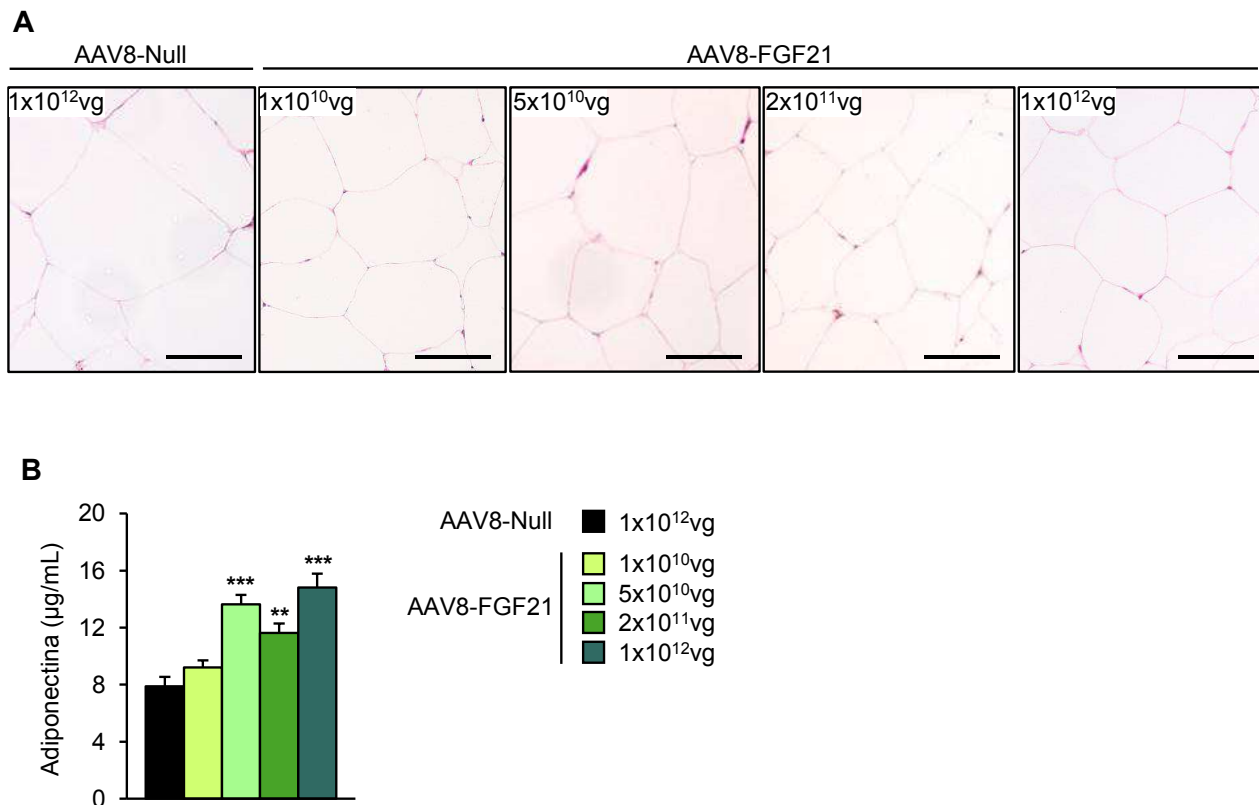 A
AAV8-Null AAV8-FGF21
1x10¹²vg 1x10¹⁰vg 5x10¹⁰vg 2x10¹¹vg 1x10¹²vg
B
Adiponectina (µg/mL)
20
16
12
8
4
0
***
**
***
AAV8-Null 1x10¹²vg
AAV8-FGF21
1x10¹⁰vg
5x10¹⁰vg
2x10¹¹vg
1x10¹²vg